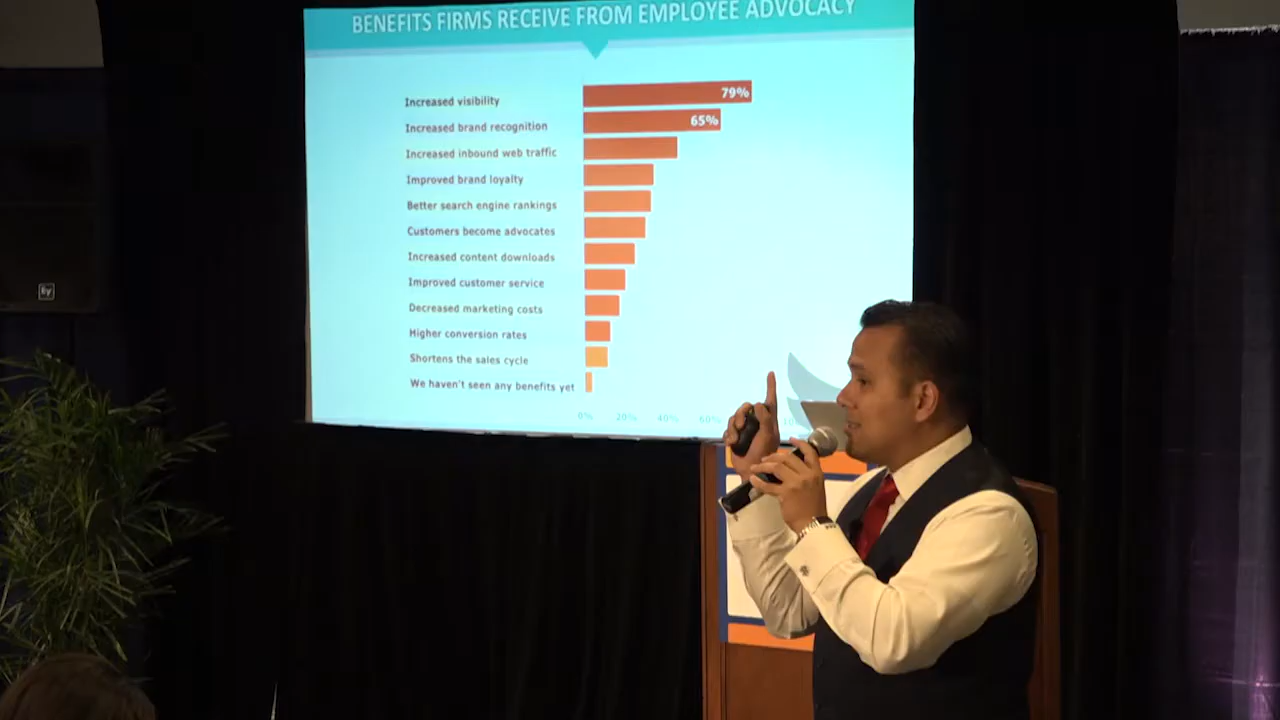 BENEFITS FIRMS RECEIVE FROM EMPLOYEE ADVOCACY
Increased visibility 79%
Increased brand recognition 65%
Increased inbound web traffic
Improved brand loyalty
Better search engine rankings
Customers become advocates
Increased content downloads
Improved customer service
Decreased marketing costs
Higher conversion rates
Shortens the sales cycle
We haven't seen any benefits yet
0% 20% 40% 60%
EV